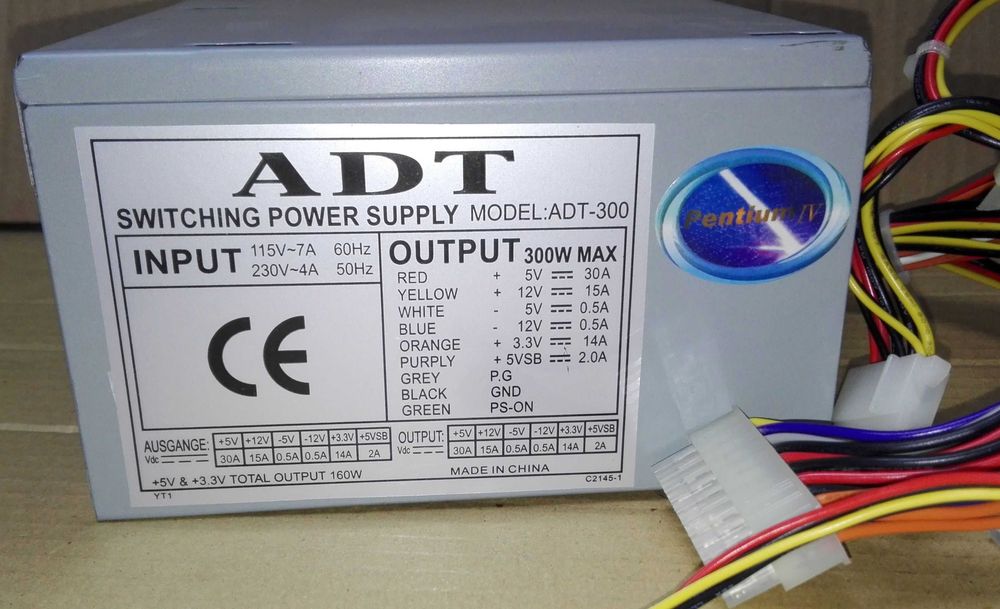 ADT
SWITCHING POWER SUPPLY MODEL:ADT-300
INPUT 115V~7A 60Hz
230V~4A 50Hz
OUTPUT 300W MAX
RED + 5V ⎓ 30A
YELLOW + 12V ⎓ 15A
WHITE - 5V ⎓ 0.5A
BLUE - 12V ⎓ 0.5A
ORANGE + 3.3V ⎓ 14A
PURPLY + 5VSB ⎓ 2.0A
GREY P.G
BLACK GND
GREEN PS-ON
CE
AUSGANGE: +5V +12V -5V -12V +3.3V +5VSB
Vdc ⎓ 30A 15A 0.5A 0.5A 14A 2A
OUTPUT: +5V +12V -5V -12V +3.3V +5VSB
Vdc ⎓ 30A 15A 0.5A 0.5A 14A 2A
+5V & +3.3V TOTAL OUTPUT 160W
MADE IN CHINA
YT1
C2145-1
Pentium IV